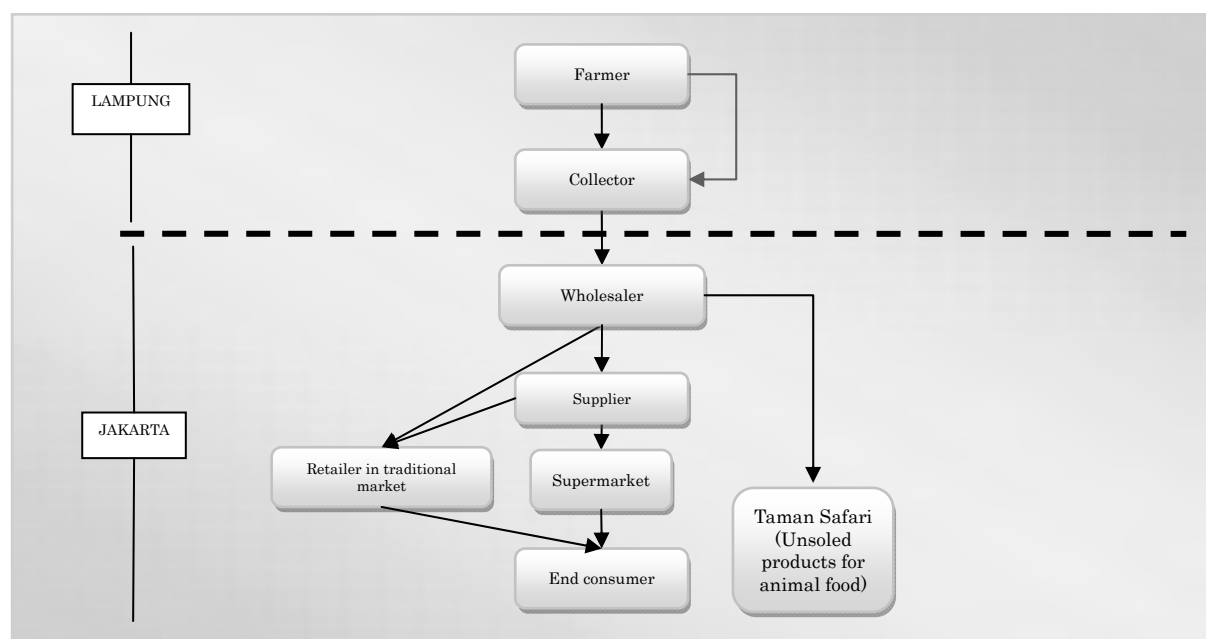 LAMPUNG
Farmer
Collector
Wholesaler
Supplier
JAKARTA
Retailer in traditional
market
Supermarket
Taman Safari
(Unsoled
products for
animal food)
End consumer